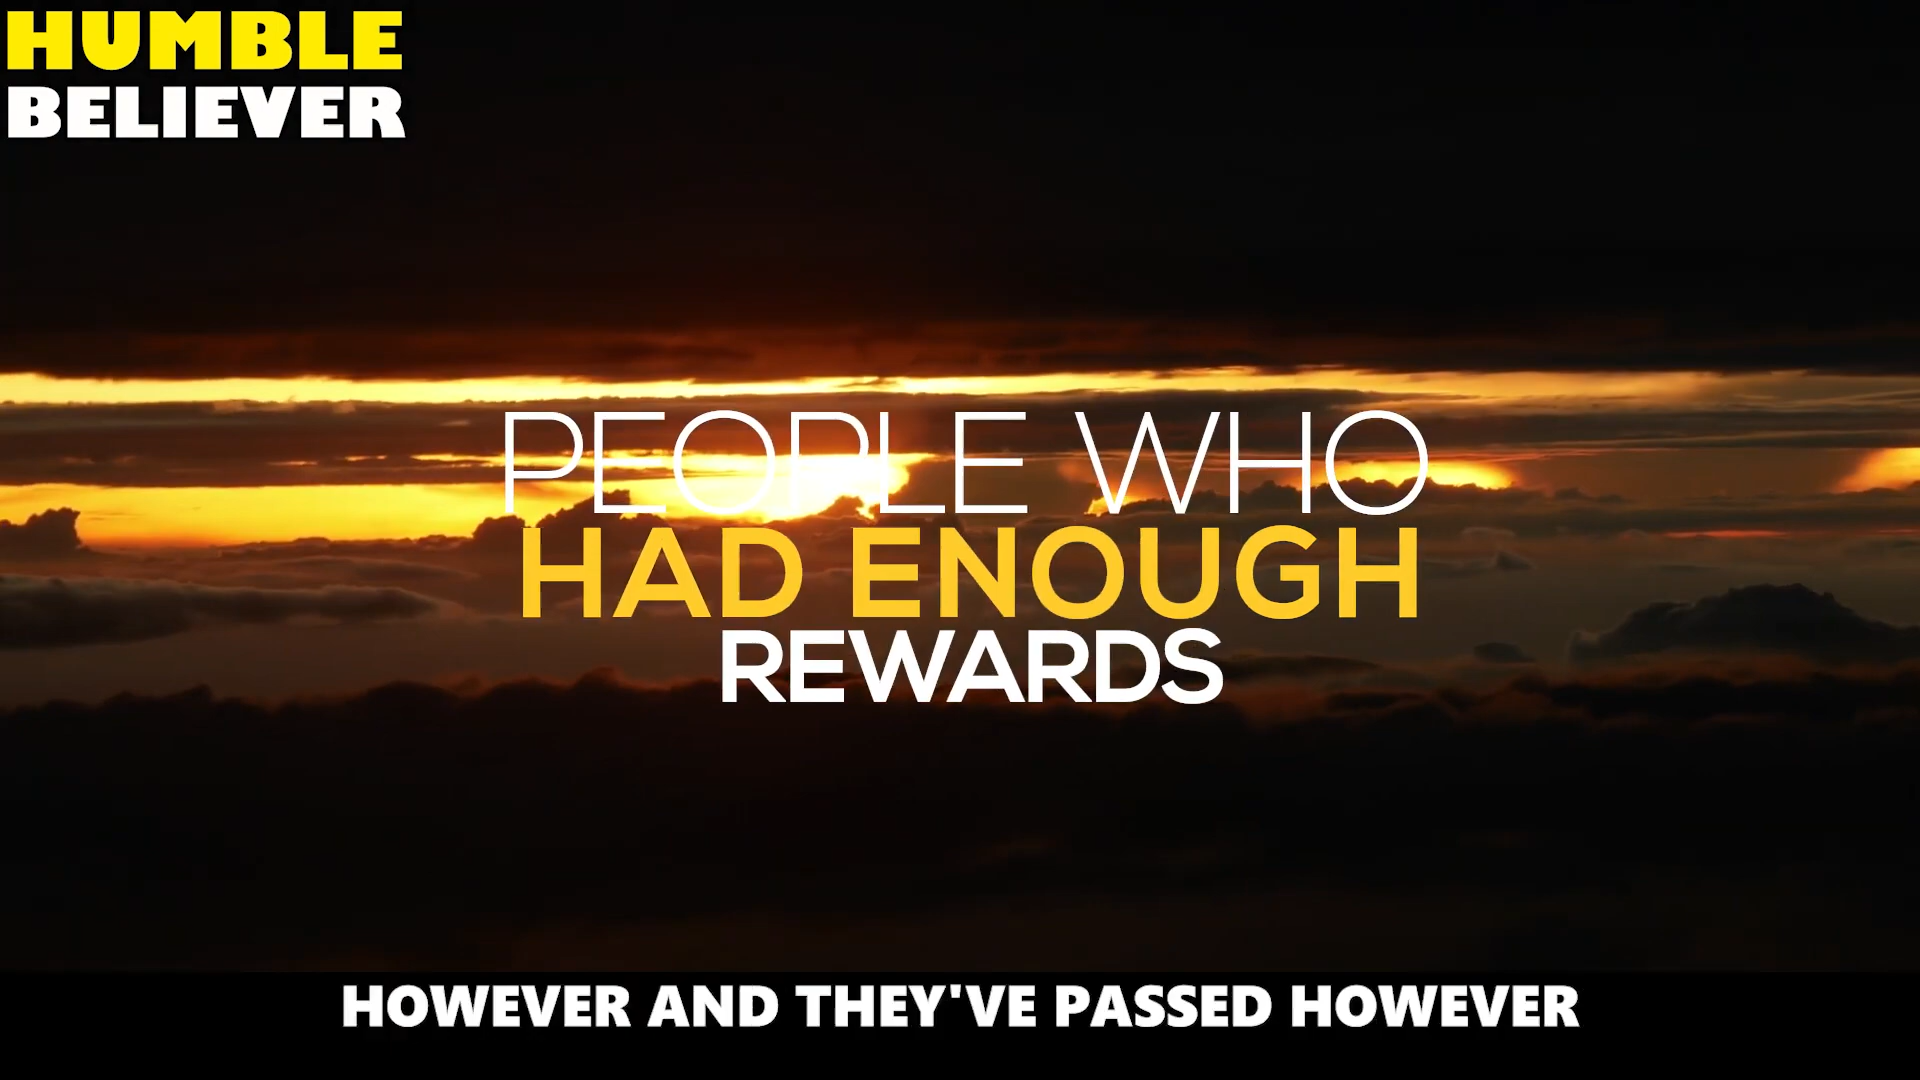 HUMBLE
BELIEVER
PEOPLE WHO
HAD ENOUGH
REWARDS
HOWEVER AND THEY'VE PASSED HOWEVER